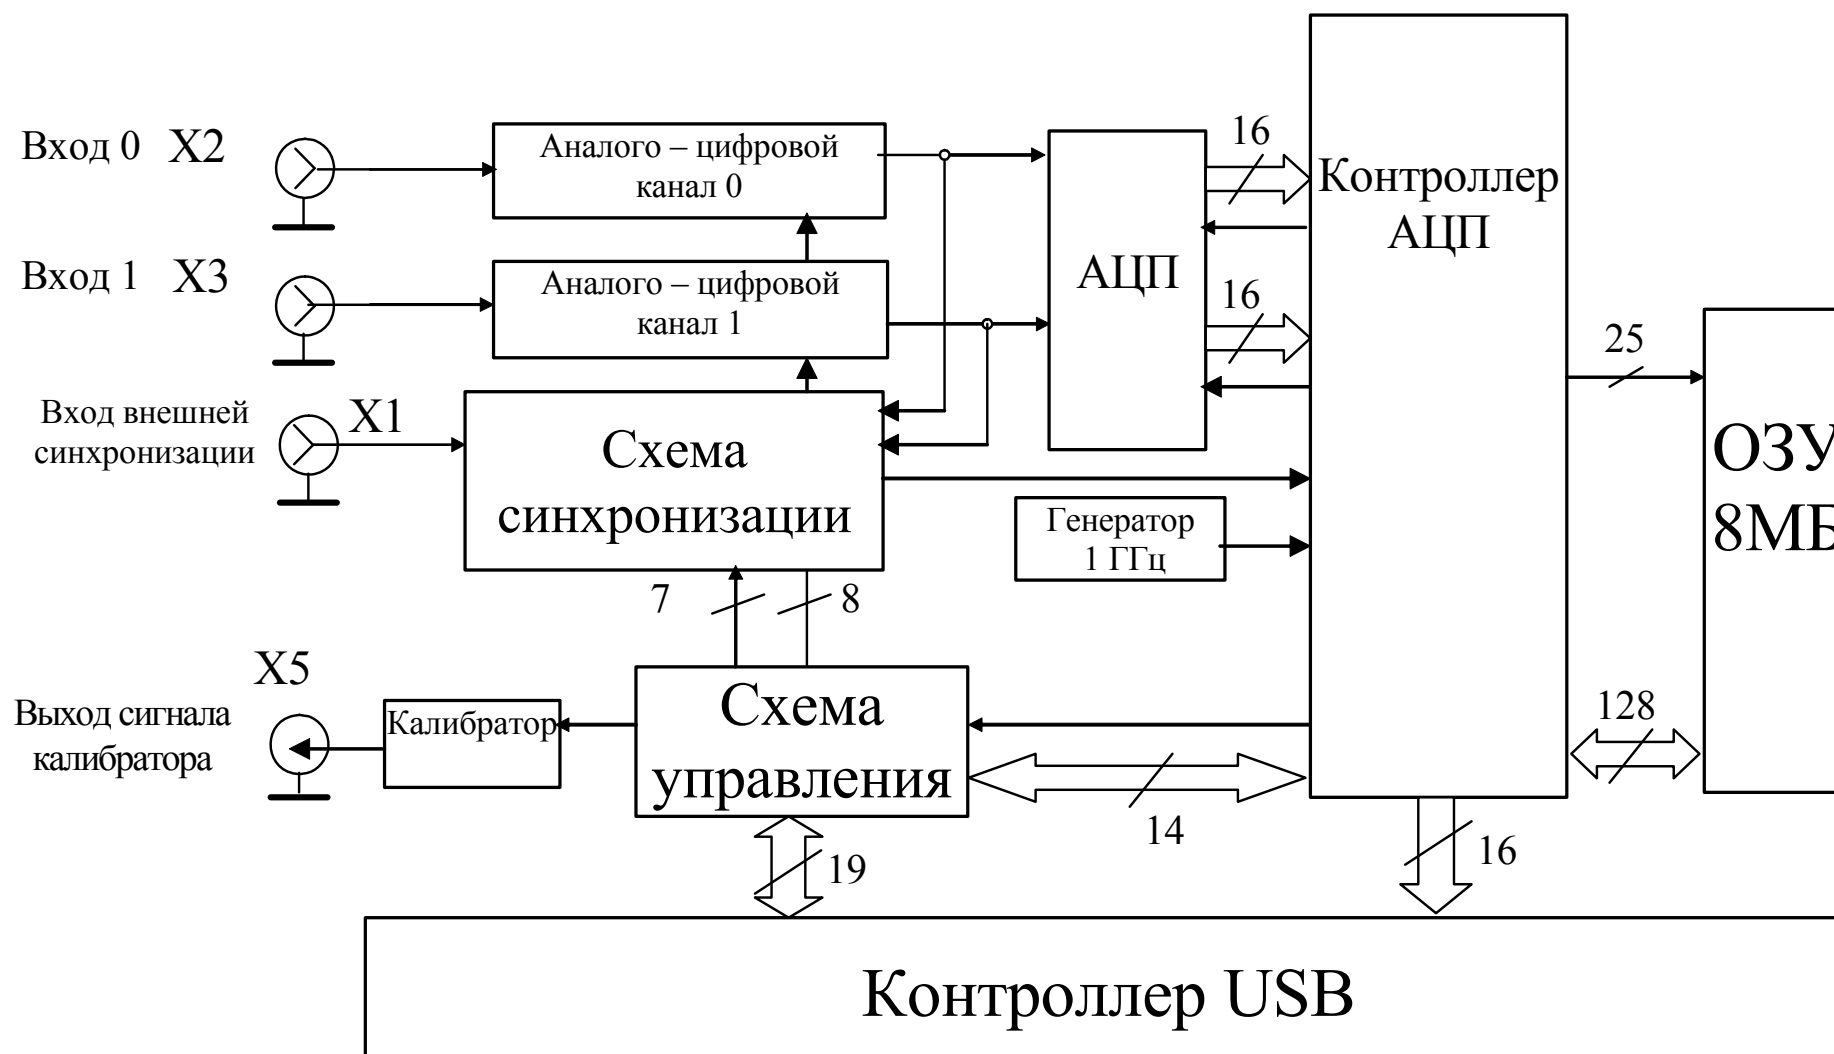 Вход 0 X2
Аналого – цифровой
канал 0
16
Контроллер
АЦП
Вход 1 X3
Аналого – цифровой
канал 1
АЦП
16
25
Вход внешней
синхронизации
X1
Схема
синхронизации
ОЗУ
8МБ
Генератор
1 ГГц
7
8
X5
Выход сигнала
калибратора
Калибратор
Схема
управления
128
14
19
16
Контроллер USB